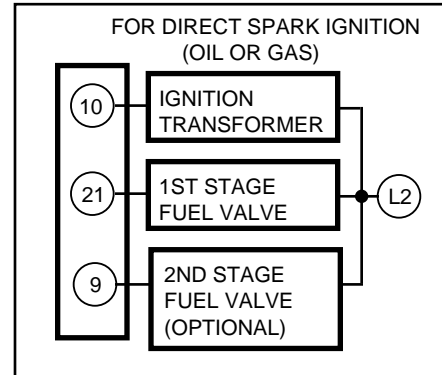 FOR DIRECT SPARK IGNITION
(OIL OR GAS)
10
IGNITION
TRANSFORMER
21
1ST STAGE
FUEL VALVE
L2
9
2ND STAGE
FUEL VALVE
(OPTIONAL)